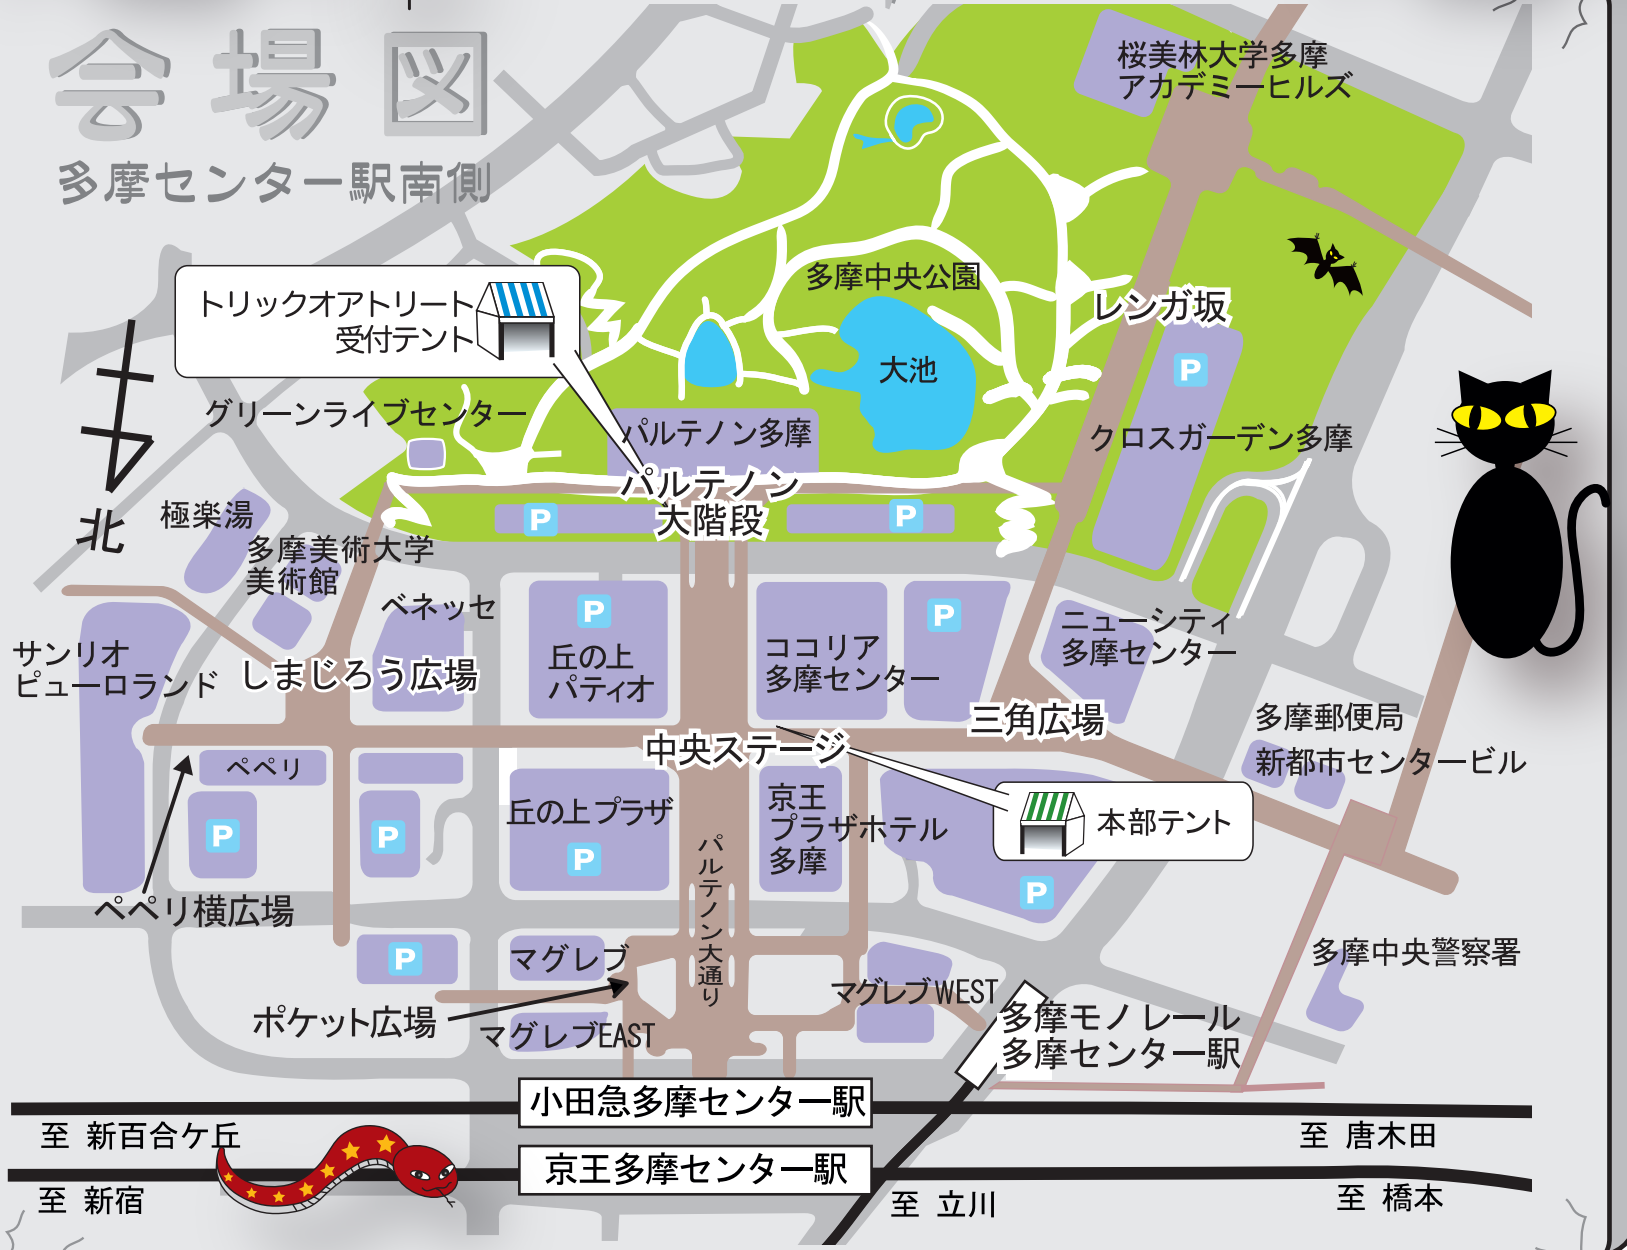 会場図
多摩センター駅南側
桜美林大学多摩
アカデミーヒルズ
トリックオアトリート
受付テント
多摩中央公園
レンガ坂
大池
P
グリーンライブセンター
パルテノン多摩
クロスガーデン多摩
パルテノン
大階段
P
P
北
極楽湯
多摩美術大学
美術館
ベネッセ
P
丘の上
パティオ
ココリア
多摩センター
P
ニューシティ
多摩センター
サンリオ
ピューロランド
しまじろう広場
三角広場
多摩郵便局
新都市センタービル
中央ステージ
ペペリ
丘の上プラザ
P
京王
プラザホテル
多摩
本部テント
P
P
P
パルテノン大通り
ペペリ横広場
P
マグレブ
マグレブWEST
多摩中央警察署
ポケット広場
マグレブEAST
多摩モノレール
多摩センター駅
小田急多摩センター駅
至 新百合ケ丘
至 唐木田
京王多摩センター駅
至 新宿
至 立川
至 橋本